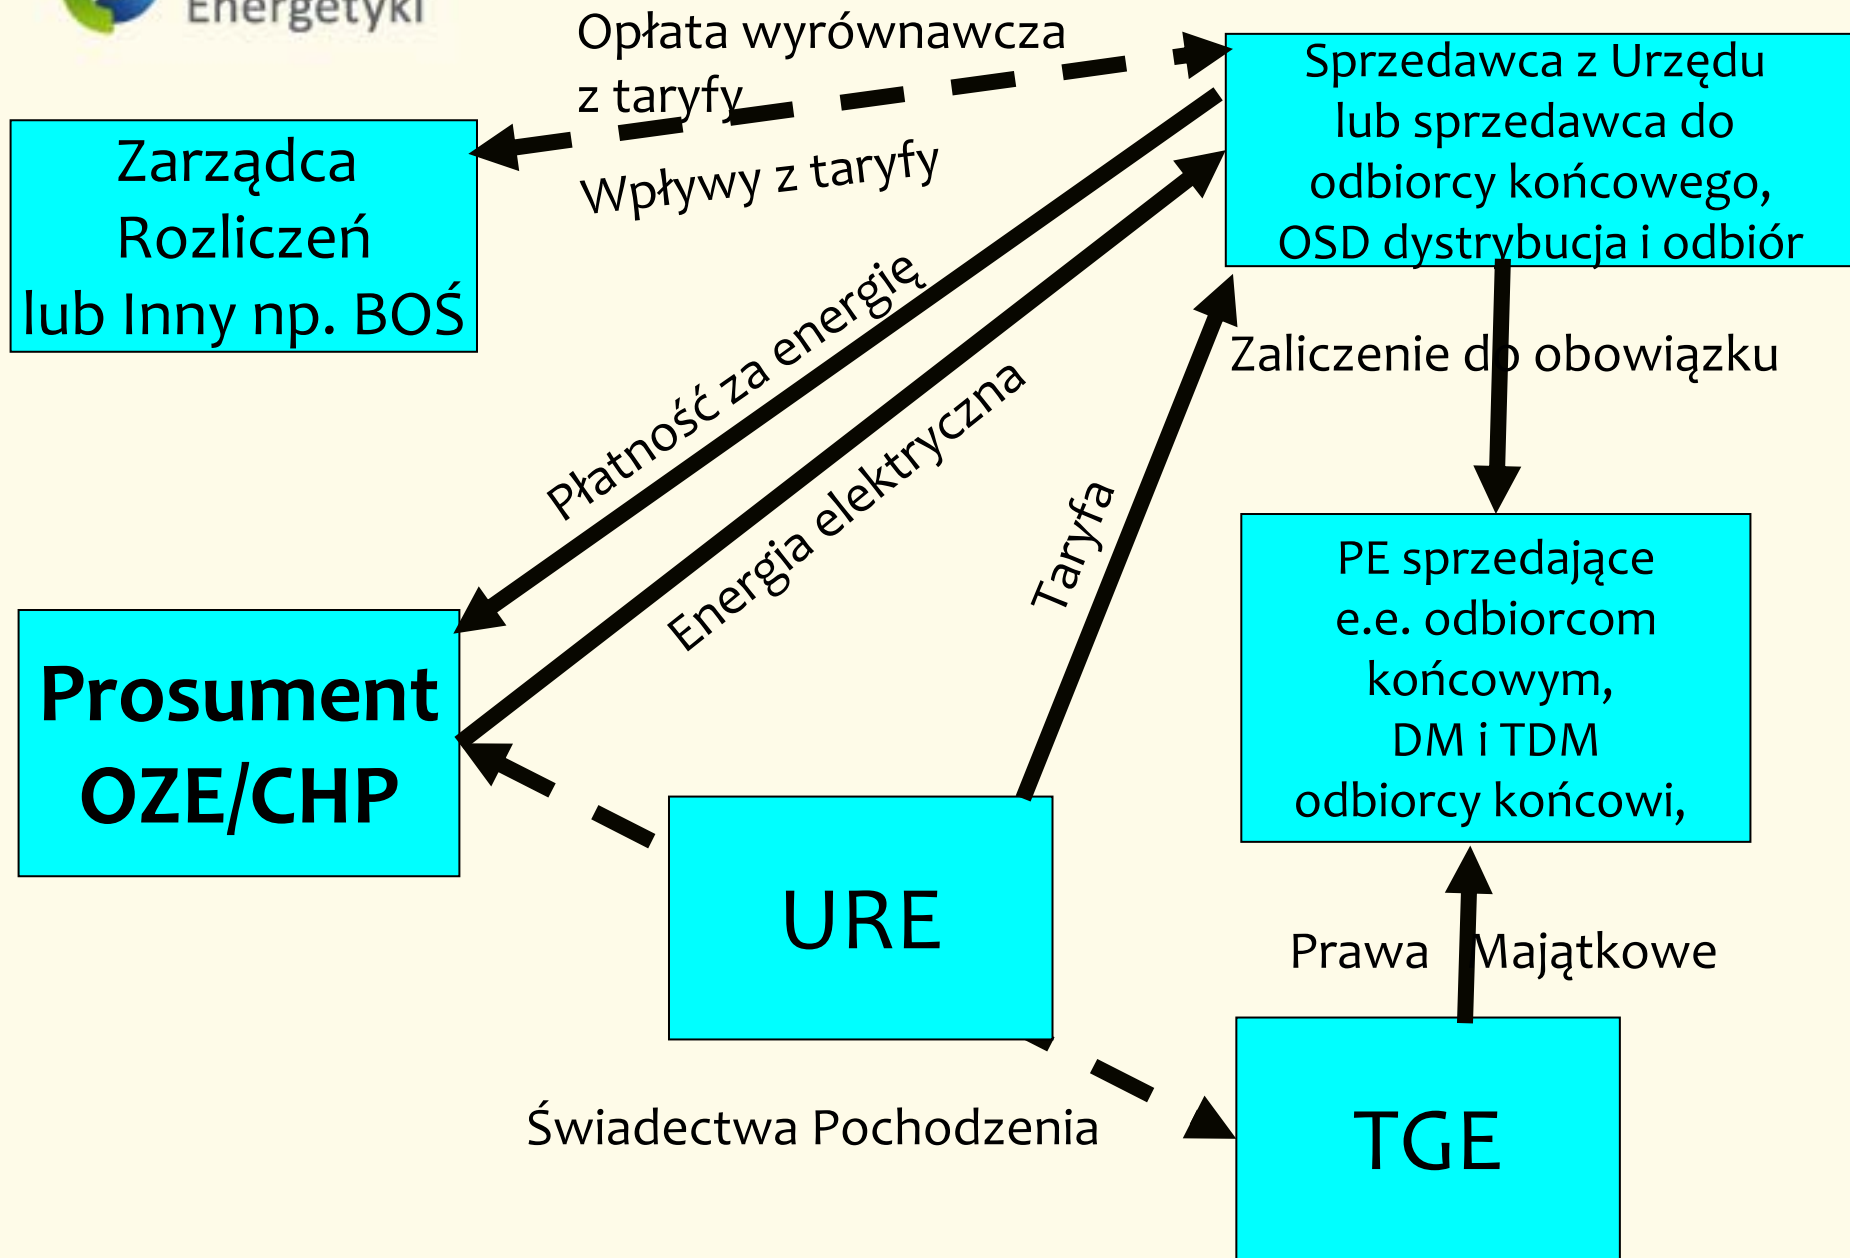 Energetyki
Opłata wyrównawcza
z taryfy
Wpływy z taryfy
Zarządca
Rozliczeń
lub Inny np. BOŚ
Sprzedawca z Urzędu
lub sprzedawca do
odbiorcy końcowego,
OSD dystrybucja i odbiór
Płatność za energię
Energia elektryczna
Taryfa
Zaliczenie do obowiązku
Prosument
OZE/CHP
PE sprzedające
e.e. odbiorcom
końcowym,
DM i TDM
odbiorcy końcowi,
URE
Prawa Majątkowe
Świadectwa Pochodzenia
TGE